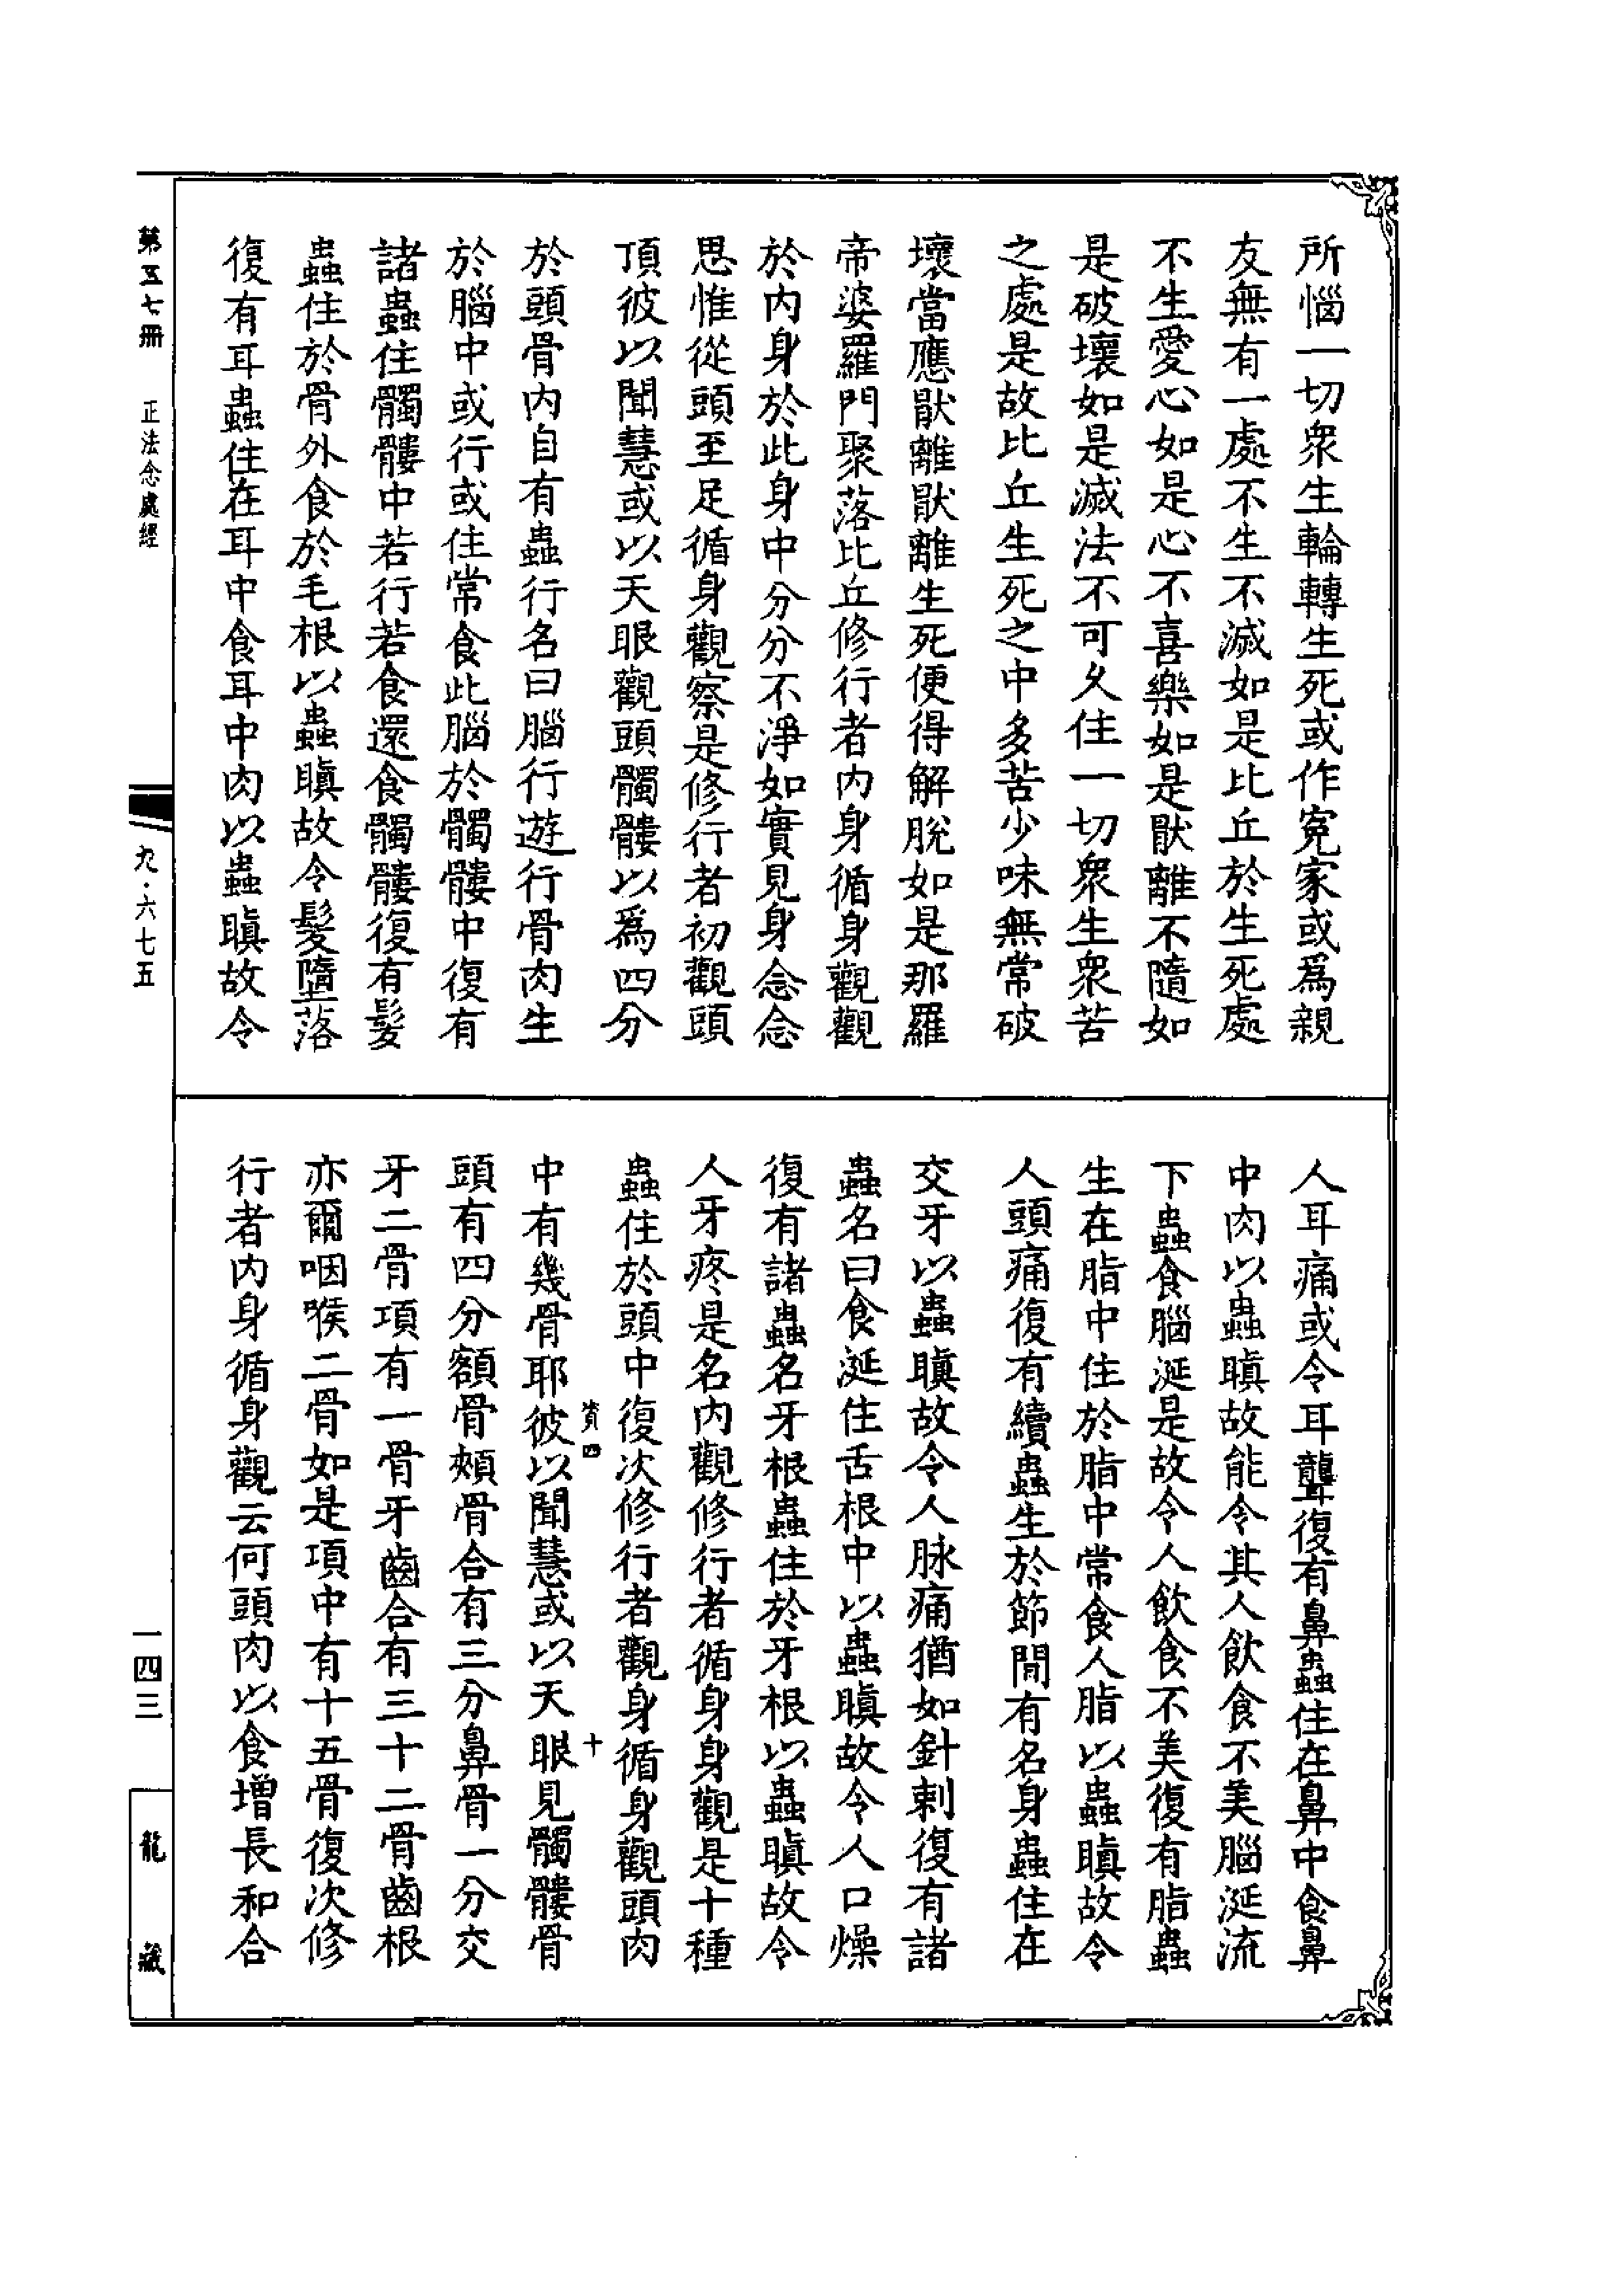 所惱一切衆生輪轉生死或作寃家或爲親
友無有一處不生不滅如是比丘於生死處
不生愛心如是心不喜樂如是猒離不隨如
是破壞如是滅法不可久住一切衆生衆苦
之處是故比丘生死之中多苦少味無常破
壞當應猒離猒離生死便得解脫如是那羅
帝婆羅門聚落比丘修行者内身循身觀觀
於内身於此身中分分不淨如實見身念念
思惟從頭至足循身觀察是修行者初觀頭
頂彼以聞慧或以天眼觀頭髑髏以爲四分
於頭骨内自有蟲行名曰腦行遊行骨肉生
於腦中或行或住常食此腦於髑髏中復有
諸蟲住髑髏中若行若食還食髑髏復有髮
蟲住於骨外食於毛根以蟲瞋故令髮墮落
復有耳蟲住在耳中食耳中肉以蟲瞋故令
人耳痛或令耳聾復有鼻蟲住在鼻中食鼻
中肉以蟲瞋故能令其人飲食不美腦涎流
下蟲食腦涎是故令人飲食不美復有脂蟲
生在脂中住於脂中常食人脂以蟲瞋故令
人頭痛復有續蟲生於節間有名身蟲住在
交牙以蟲瞋故令人脉痛猶如針刺復有諸
蟲名曰食涎住舌根中以蟲瞋故令人口燥
復有諸蟲名牙根蟲住於牙根以蟲瞋故令
人牙疼是名内觀修行者循身身觀是十種
蟲住於頭中復次修行者觀身循身觀頭肉
資四 十
中有幾骨耶彼以聞慧或以天眼見髑髏骨
頭有四分額骨頰骨合有三分鼻骨一分交
牙二骨項有一骨牙齒合有三十二骨齒根
亦爾咽喉二骨如是項中有十五骨復次修
行者内身循身觀云何頭肉以食增長和合
第五七冊 正法念處經
九·六七五
一四三
龍藏